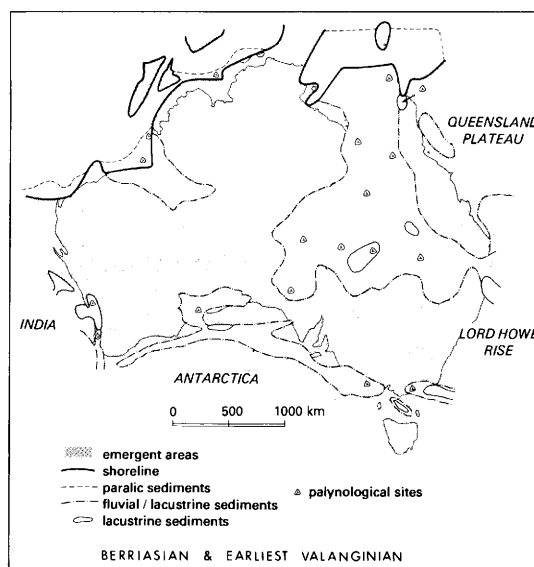 QUEENSLAND
PLATEAU
INDIA
LORD HOWE
RISE
ANTARCTICA
0 500 1000 km
emergent areas
shoreline
paralic sediments
fluvial / lacustrine sediments
palynological sites
lacustrine sediments
BERRIASIAN & EARLIEST VALANGINIAN